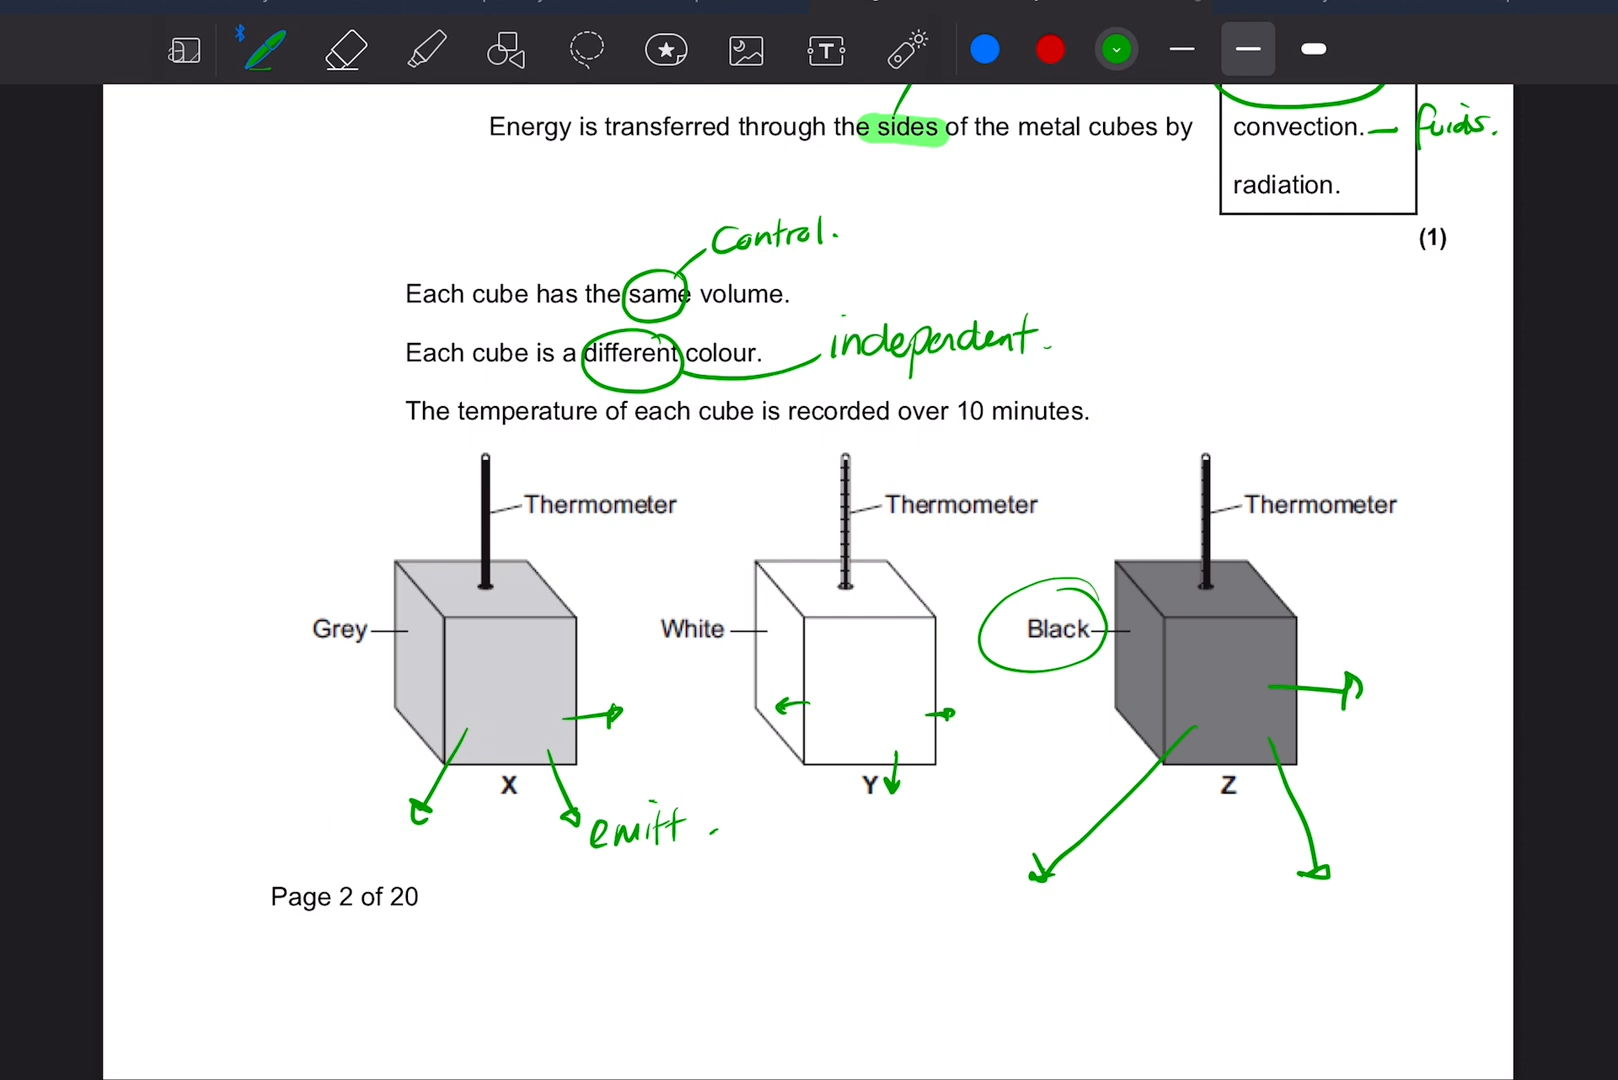 Energy is transferred through the sides of the metal cubes by
convection. fuids.
radiation.
(1)
Control.
Each cube has the same volume.
Each cube is a different colour. independent.
The temperature of each cube is recorded over 10 minutes.
Thermometer Thermometer Thermometer
Grey White Black
X Y Z
emitt.
Page 2 of 20